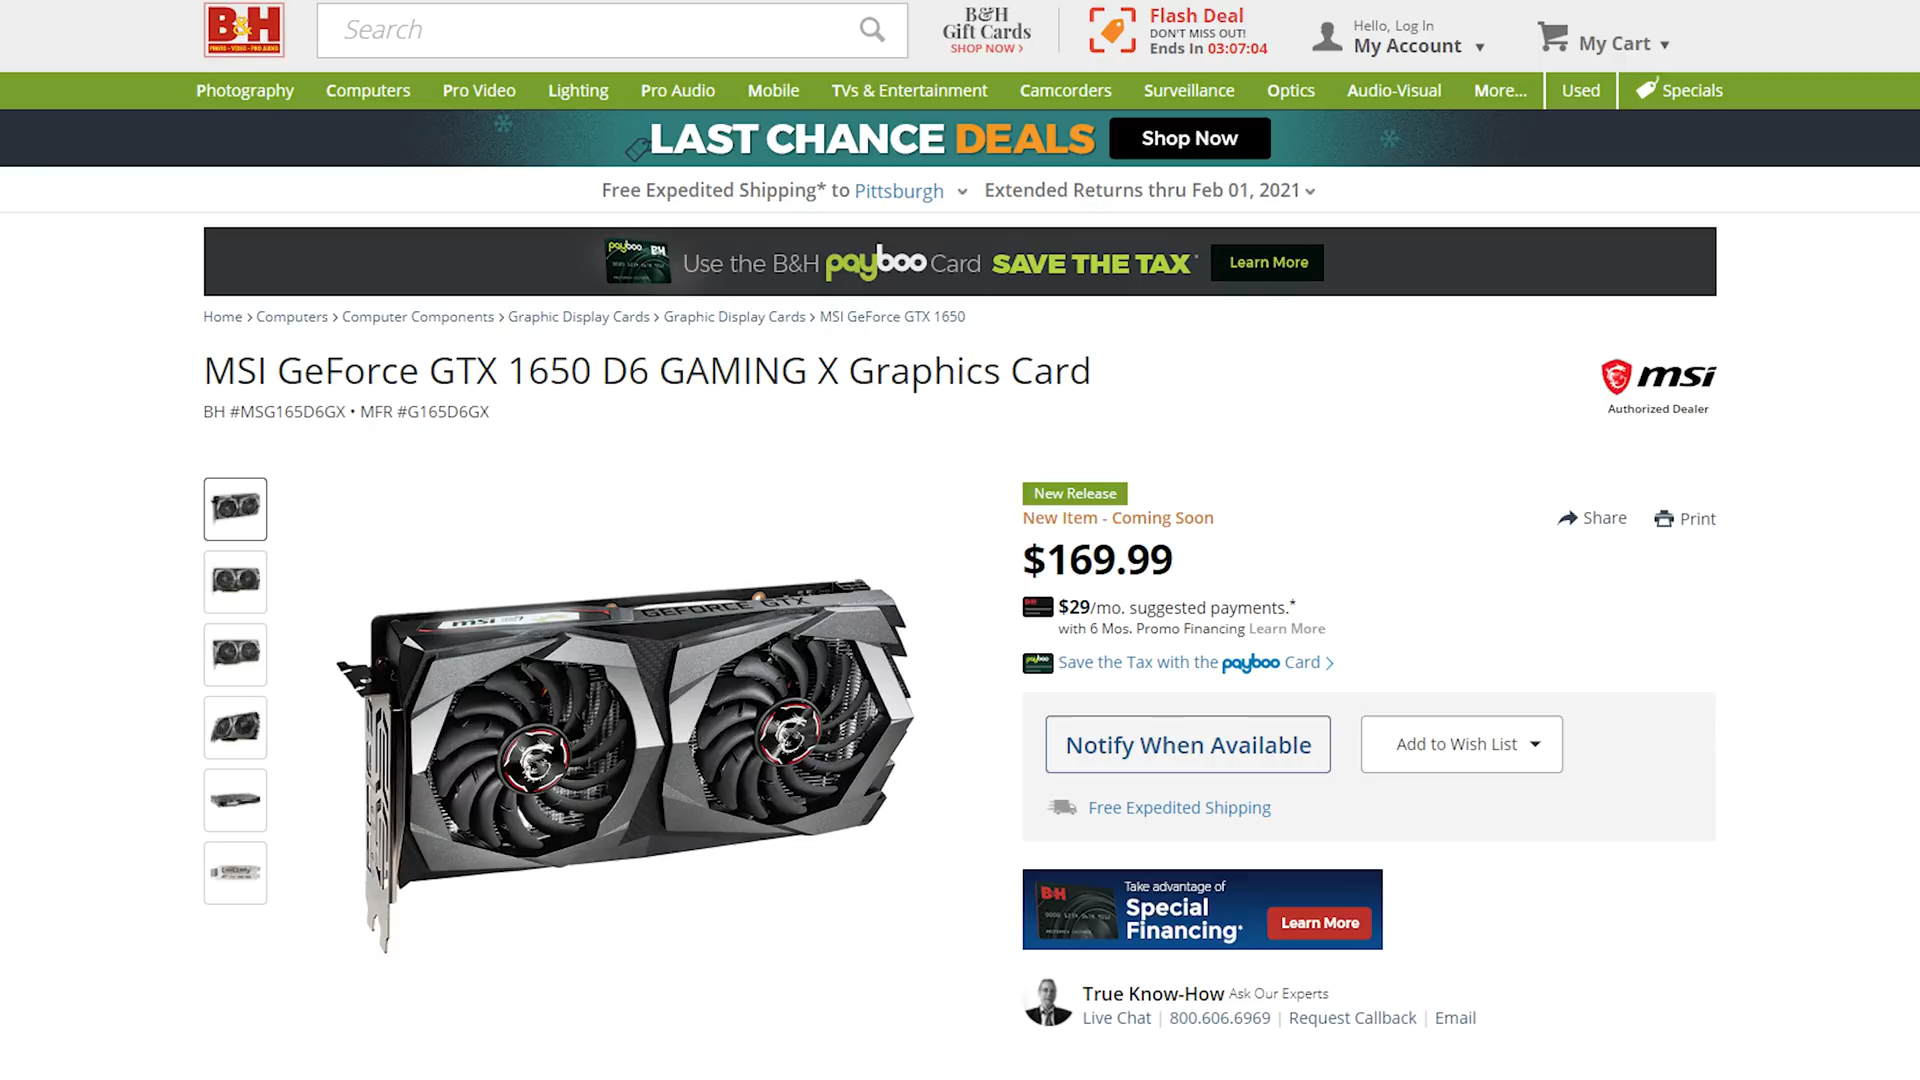 B&H
PHOTO · VIDEO · PRO AUDIO
Search
B&H
Gift Cards
SHOP NOW ›
Flash Deal
DON'T MISS OUT!
Ends In 03:07:04
Hello, Log In
My Account
My Cart
Photography Computers Pro Video Lighting Pro Audio Mobile TVs & Entertainment Camcorders Surveillance Optics Audio-Visual More... Used Specials
LAST CHANCE DEALS Shop Now
Free Expedited Shipping* to Pittsburgh Extended Returns thru Feb 01, 2021
payboo B&H
Use the B&H payboo Card SAVE THE TAX* Learn More
Home › Computers › Computer Components › Graphic Display Cards › Graphic Display Cards › MSI GeForce GTX 1650
MSI GeForce GTX 1650 D6 GAMING X Graphics Card
BH #MSG165D6GX • MFR #G165D6GX
msi
Authorized Dealer
New Release
New Item - Coming Soon
Share Print
$169.99
$29/mo. suggested payments.*
with 6 Mos. Promo Financing Learn More
Save the Tax with the payboo Card ›
msi
GEFORCE GTX
Notify When Available
Add to Wish List
Free Expedited Shipping
B&H
Take advantage of
Special
Financing*
Learn More
True Know-How Ask Our Experts
Live Chat | 800.606.6969 | Request Callback | Email